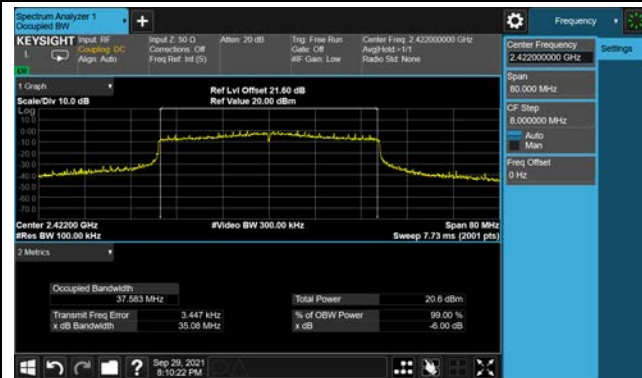 Spectrum Analyzer 1
Occupied BW
Frequency
KEYSIGHT
Input: RF
Coupling: DC
Align: Auto
Input Z: 50 Ω
Corrections: Off
Freq Ref: Int (S)
Atten: 20 dB
Trig: Free Run
Gate: Off
#IF Gain: Low
Center Freq: 2.422000000 GHz
Avg|Hold:>1/1
Radio Std: None
Center Frequency
2.422000000 GHz
Settings
Span
80.000 MHz
CF Step
8.000000 MHz
Auto
Man
Freq Offset
0 Hz
1 Graph
Scale/Div 10.0 dB
Ref Lvl Offset 21.60 dB
Ref Value 20.00 dBm
Log
10.0
0.00
-10.0
-20.0
-30.0
-40.0
-50.0
-60.0
-70.0
Center 2.42200 GHz
#Res BW 100.00 kHz
#Video BW 300.00 kHz
Span 80 MHz
Sweep 7.73 ms (2001 pts)
2 Metrics
Occupied Bandwidth
37.583 MHz
Total Power
20.6 dBm
Transmit Freq Error
3.447 kHz
% of OBW Power
99.00 %
x dB Bandwidth
35.08 MHz
x dB
-6.00 dB
Sep 29, 2021
8:10:22 PM